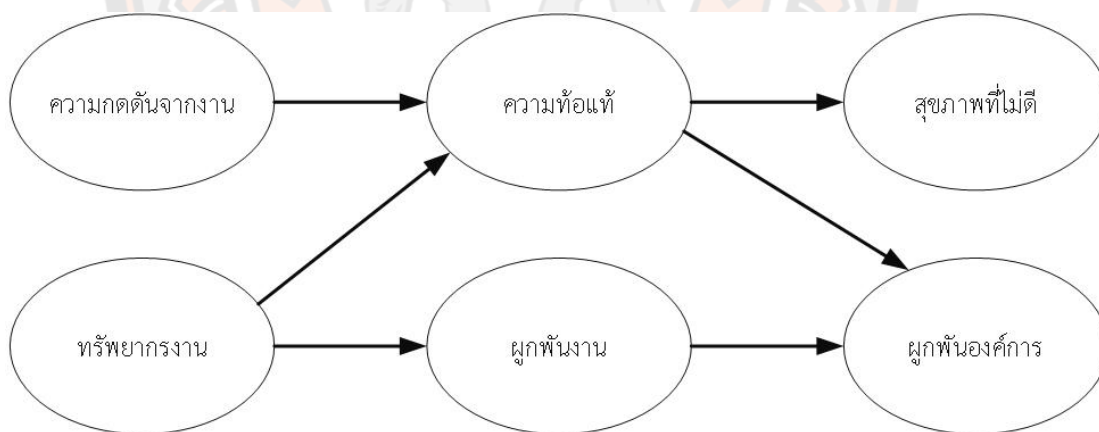 ความกดดันจากงาน
ความท้อแท้
สุขภาพที่ไม่ดี
ทรัพยากรงาน
ผูกพันงาน
ผูกพันองค์การ